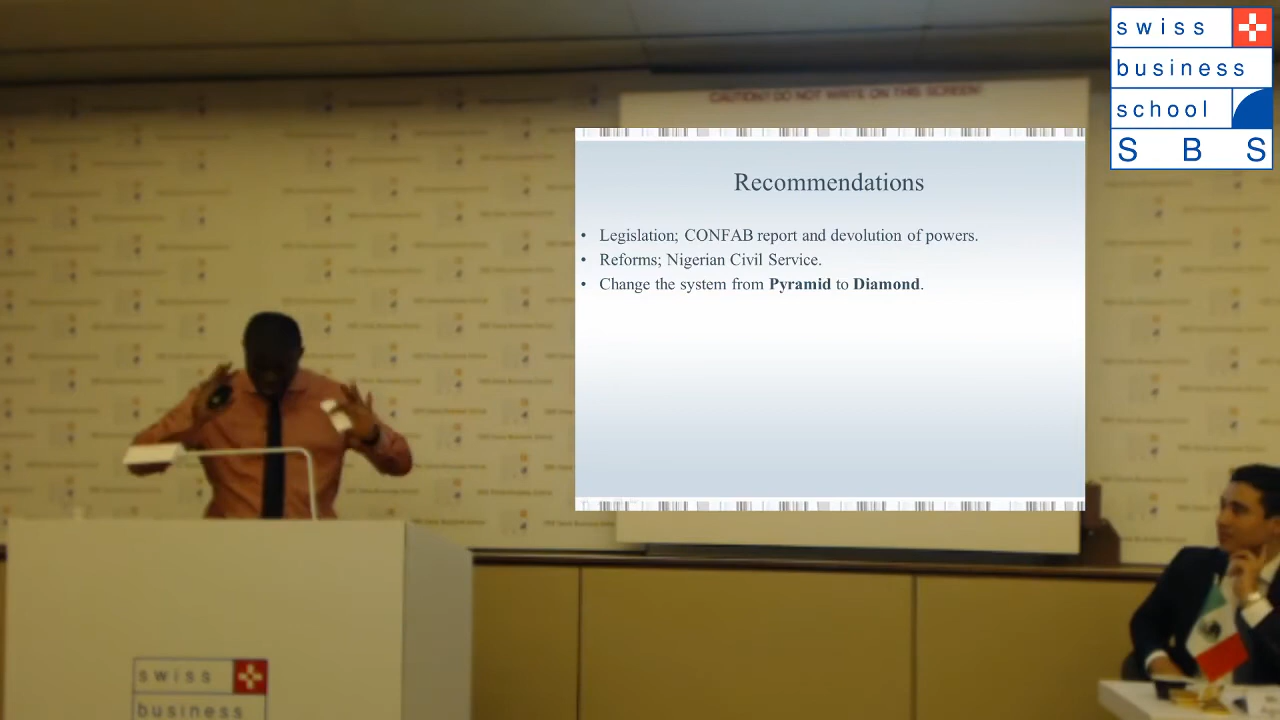 CAUTION! DO NOT WRITE ON THIS SCREEN!
swiss
business
school
S B S
Recommendations
• Legislation; CONFAB report and devolution of powers.
• Reforms; Nigerian Civil Service.
• Change the system from Pyramid to Diamond.
swiss
business